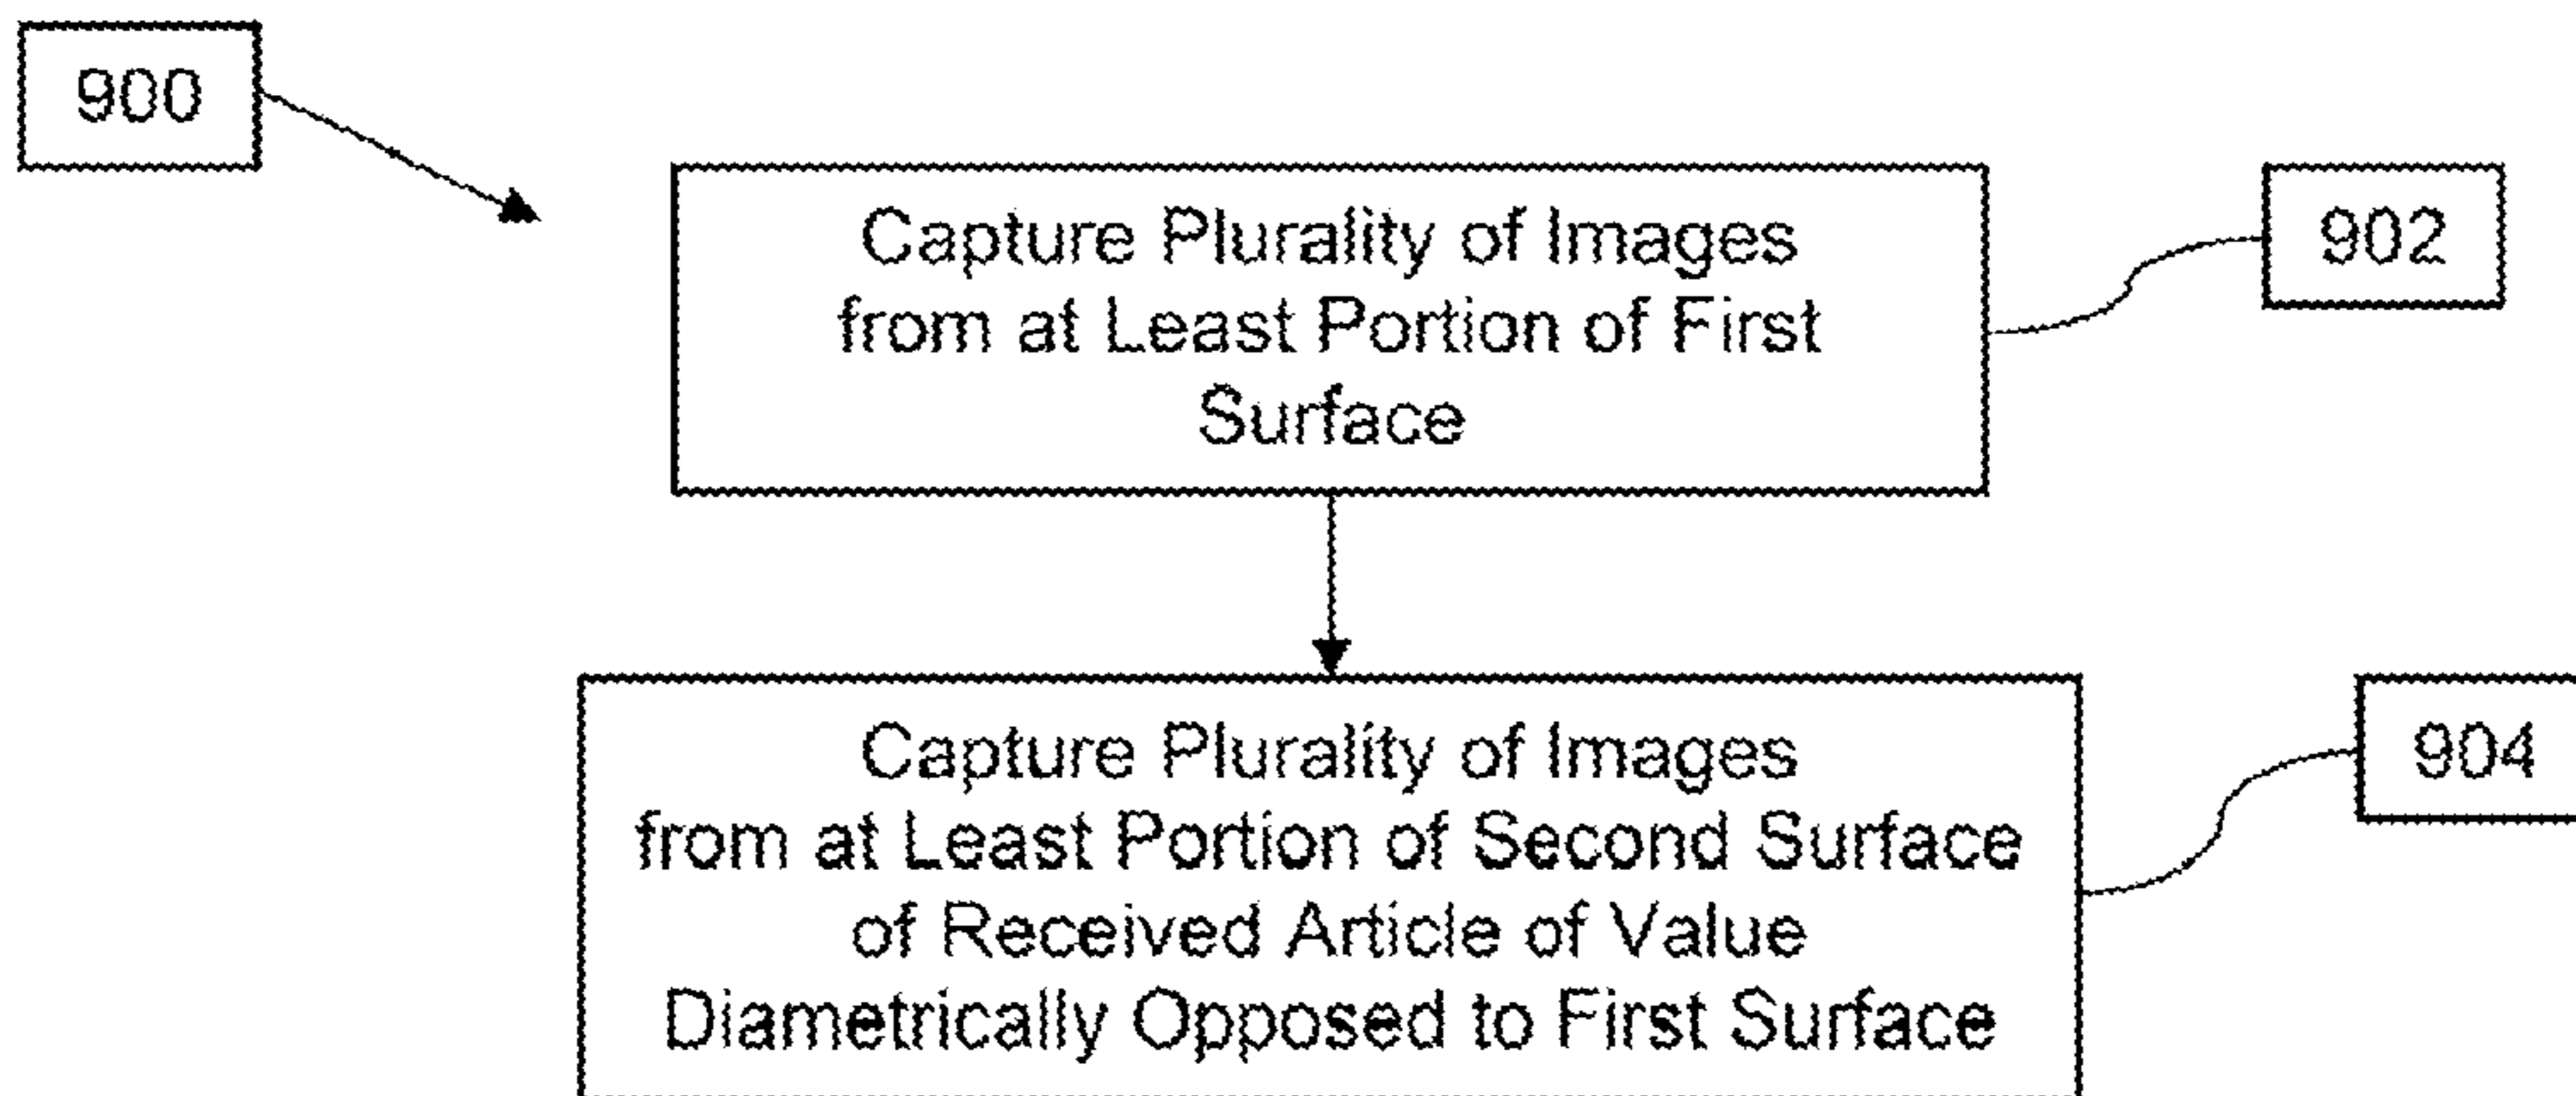 900
Capture Plurality of Images
from at Least Portion of First
Surface
902
Capture Plurality of Images
from at Least Portion of Second Surface
of Received Article of Value
Diametrically Opposed to First Surface
904